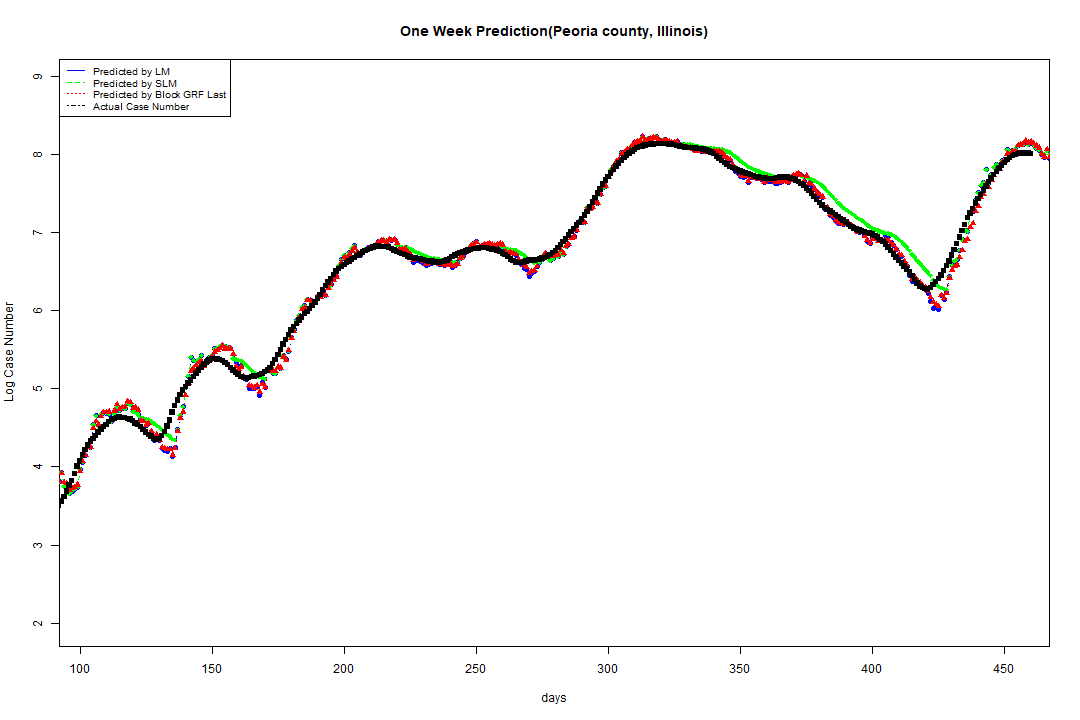 One Week Prediction(Peoria county, Illinois)
Predicted by LM
Predicted by SLM
Predicted by Block GRF Last
Actual Case Number
9
8
7
6
5
4
3
2
Log Case Number
100 150 200 250 300 350 400 450
days